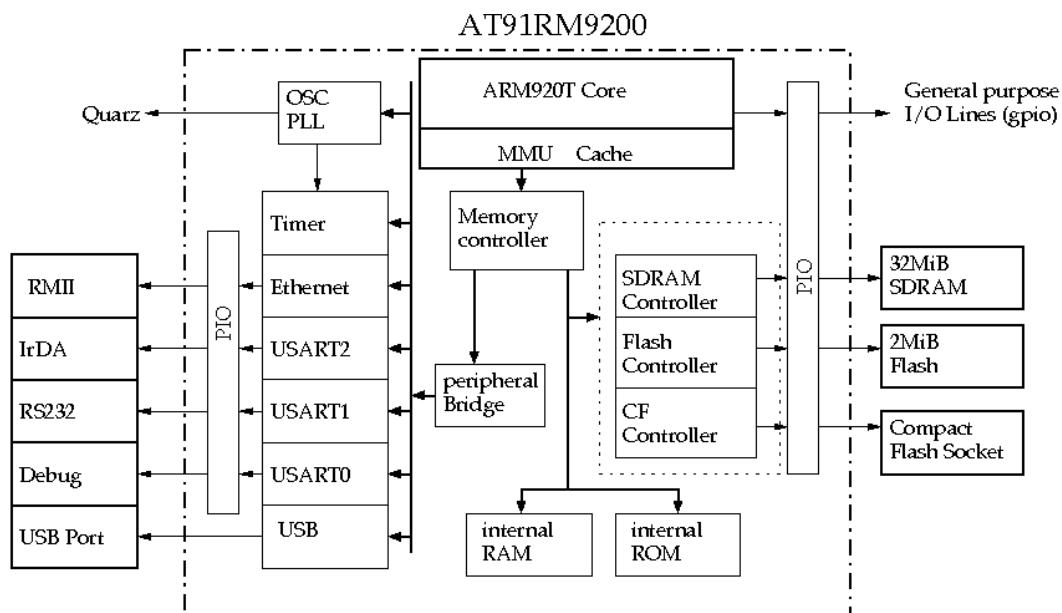 AT91RM9200
Quarz
OSC
PLL
ARM920T Core
MMU Cache
General purpose
I/O Lines (gpio)
Timer
Ethernet
USART2
USART1
USART0
USB
PIO
RMII
IrDA
RS232
Debug
USB Port
Memory
controller
peripheral
Bridge
SDRAM
Controller
Flash
Controller
CF
Controller
PIO
32MiB
SDRAM
2MiB
Flash
Compact
Flash Socket
internal
RAM
internal
ROM